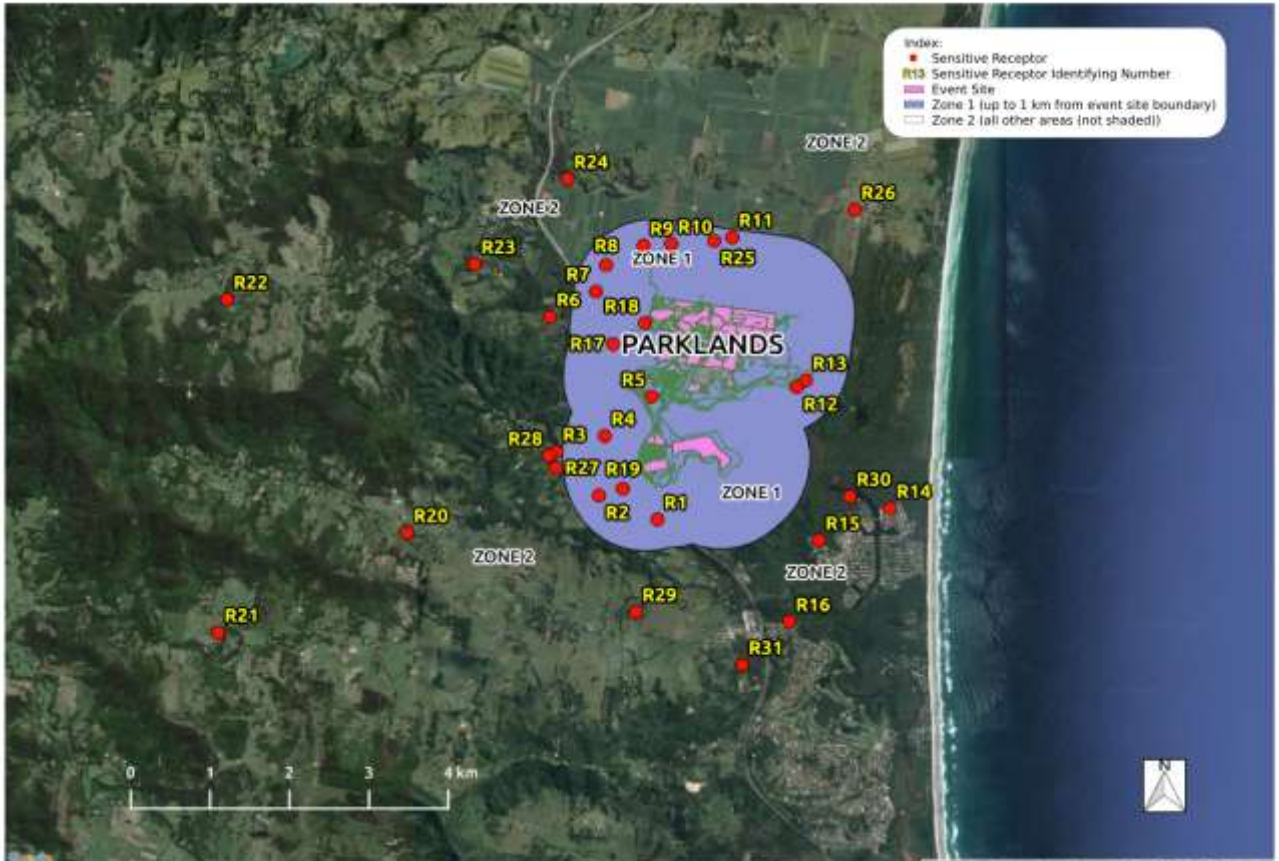 Index:
Sensitive Receptor
R13 Sensitive Receptor Identifying Number
Event Site
Zone 1 (up to 1 km from event site boundary)
Zone 2 (all other areas (not shaded))
ZONE 2
R24
R26
ZONE 2
R9
R10
R11
R8
R25
ZONE 1
R23
R7
R22
R6
R18
R17
PARKLANDS
R13
R5
R12
R4
R28
R3
R27
R19
ZONE 1
R30
R14
R2
R1
R20
R15
ZONE 2
ZONE 2
R29
R21
R16
R31
0 1 2 3 4 km
N